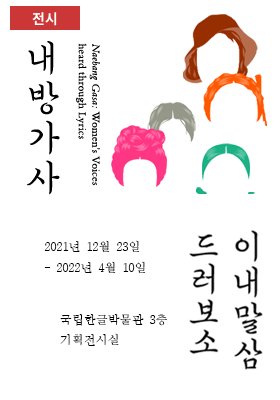 전시
내방가사
Naebang Gasa: Women's Voices
heard through Lyrics
이내말삼
드러보소
2021년 12월 23일
- 2022년 4월 10일
국립한글박물관 3층
기획전시실